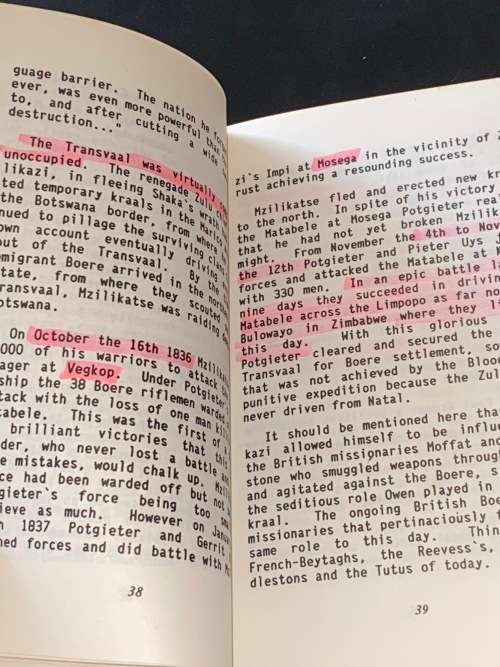 guage barrier. The nation he
ever, was even more powerful
to, and after cutting a wide
destruction..."
The Transvaal was virtually
unoccupied. The renegade Zulu
likazi, in fleeing Shaka's wrath
ted temporary kraals in the Marico
the Botswana border, from where
nued to pillage the surviving clans
own account eventually driving
out of the Transvaal. By the
migrant Boere arrived in the northern
tate, from where they scouted
ransvaal, Mzilikatse was raiding
otswana.
On October the 16th 1836
000 of his warriors to attack
ager at Vegkop. Under Potgieter
ship the 38 Boere riflemen warded
tack with the loss of one man
tabele. This was the first of
brilliant victories that this
der, who never lost a battle
e mistakes, would chalk up.
ce had been warded off but not
gieter`s force being too
ieve as much. However on
1837 Potgieter and Gerrit
ned forces and did battle with
38
zi's Impi at Mosega in the vicinity of
rust achieving a resounding success.
Mzilikatse fled and erected new
to the north. In spite of his victory
the Matabele at Mosega Potgieter
that he had not yet broken
might. From November the 4th to
the 12th Potgieter and Pieter Uys
forces and attacked the Matabele at
with 330 men. In an epic battle
nine days they succeeded in driving
Matabele across the Limpopo as far
Bulowayo in Zimbabwe where they
this day. With this glorious
Potgieter cleared and secured the
Transvaal for Boere settlement,
that was not achieved by the
punitive expedition because the
never driven from Natal.
It should be mentioned here that
kazi allowed himself to be
the British missionaries Moffat and
stone who smuggled weapons through
and agitated against the Boere,
the seditious role Owen played in
kraal. The ongoing British
missionaries that pertinaciously
same role to this day.
French-Beytaghs, the Reevess's,
dlestons and the Tutus of today.
39